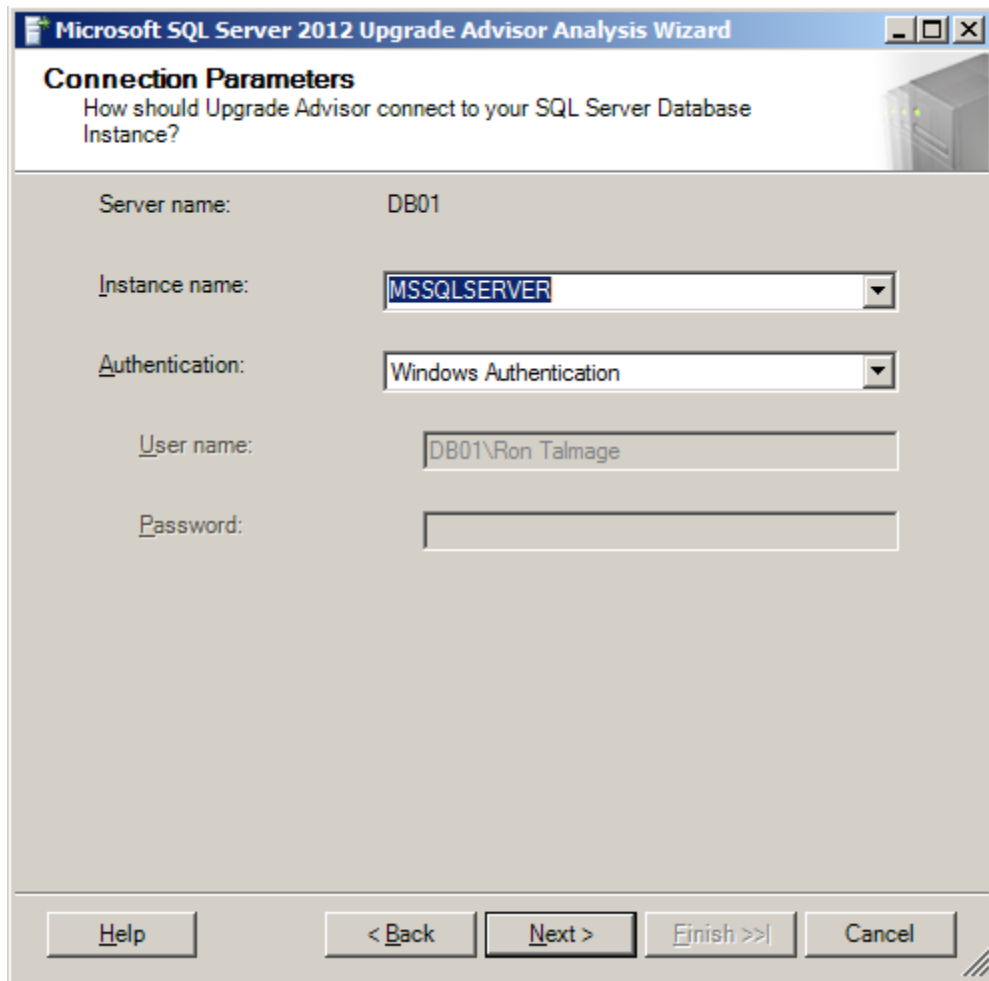 Microsoft SQL Server 2012 Upgrade Advisor Analysis Wizard
Connection Parameters
How should Upgrade Advisor connect to your SQL Server Database
Instance?
Server name: DB01
Instance name: MSSQLSERVER
Authentication: Windows Authentication
User name: DB01\Ron Talmage
Password:
Help < Back Next > Finish >>| Cancel